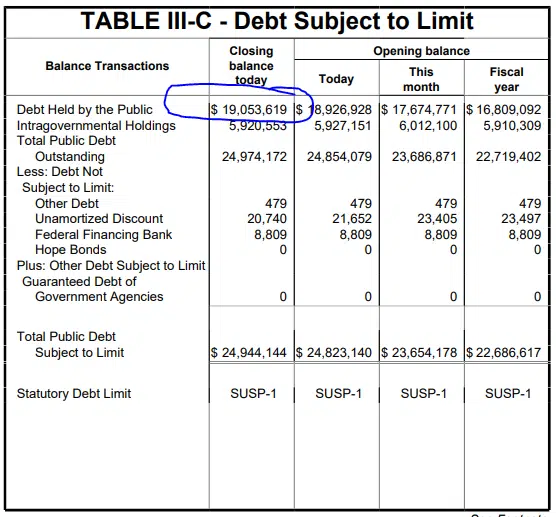 TABLE III-C - Debt Subject to Limit
Closing
balance
today
Opening balance
Balance Transactions
Today
This
month
Fiscal
year
Debt Held by the Public $ 19,053,619 $ 18,926,928 $ 17,674,771 $ 16,809,092
Intragovernmental Holdings 5,920,553 5,927,151 6,012,100 5,910,309
Total Public Debt
Outstanding 24,974,172 24,854,079 23,686,871 22,719,402
Less: Debt Not
Subject to Limit:
Other Debt 479 479 479 479
Unamortized Discount 20,740 21,652 23,405 23,497
Federal Financing Bank 8,809 8,809 8,809 8,809
Hope Bonds 0 0 0 0
Plus: Other Debt Subject to Limit
Guaranteed Debt of
Government Agencies 0 0 0 0
Total Public Debt
Subject to Limit $ 24,944,144 $ 24,823,140 $ 23,654,178 $ 22,686,617
Statutory Debt Limit SUSP-1 SUSP-1 SUSP-1 SUSP-1